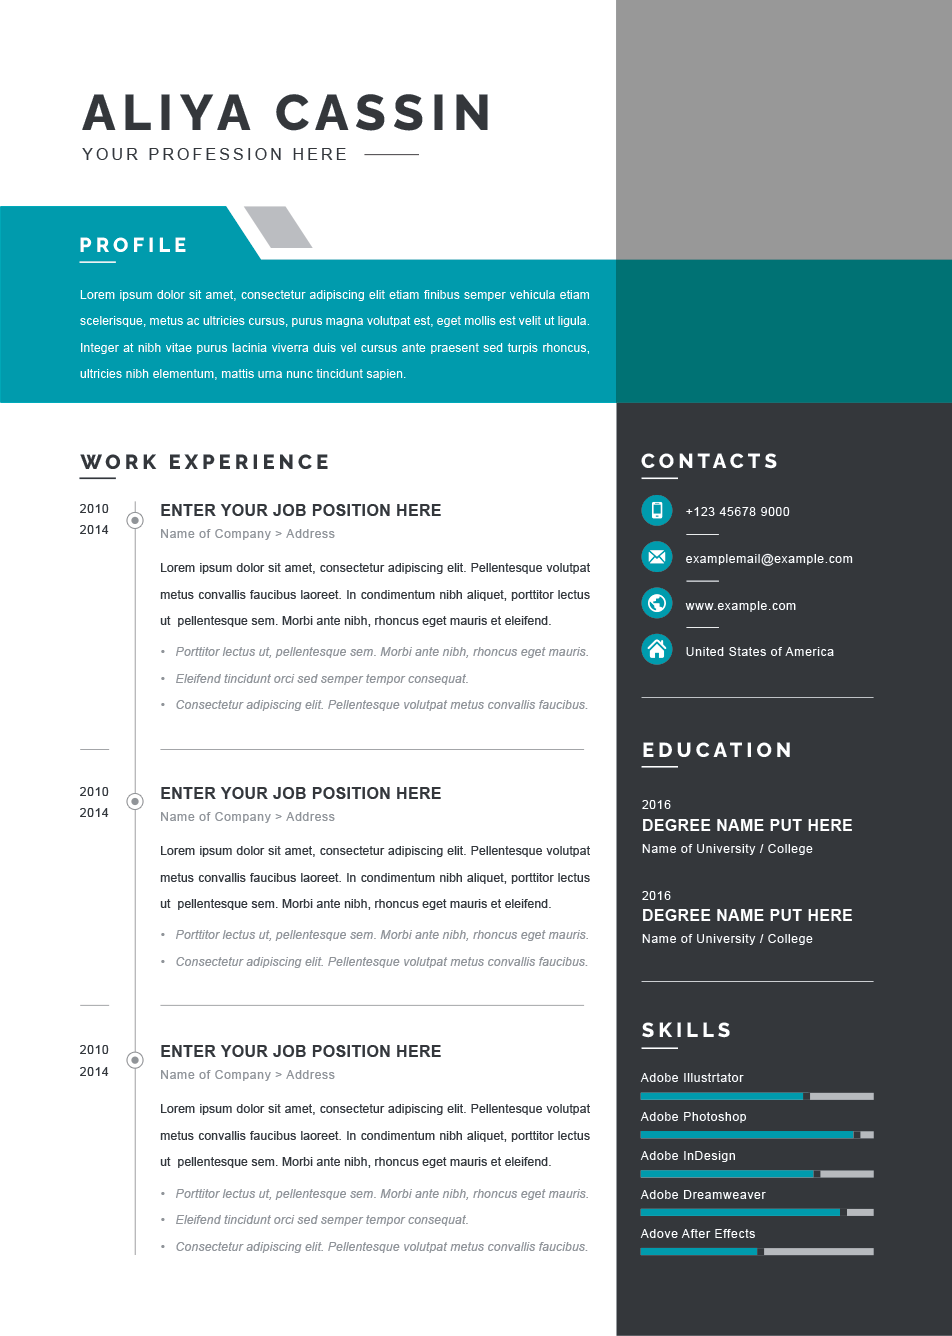 ALIYA CASSIN
YOUR PROFESSION HERE
PROFILE
Lorem ipsum dolor sit amet, consectetur adipiscing elit etiam finibus semper vehicula etiam
scelerisque, metus ac ultricies cursus, purus magna volutpat est, eget mollis est velit ut ligula.
Integer at nibh vitae purus lacinia viverra duis vel cursus ante praesent sed turpis rhoncus,
ultricies nibh elementum, mattis urna nunc tincidunt sapien.
WORK EXPERIENCE
2010
2014
ENTER YOUR JOB POSITION HERE
Name of Company > Address
Lorem ipsum dolor sit amet, consectetur adipiscing elit. Pellentesque volutpat
metus convallis faucibus laoreet. In condimentum nibh aliquet, porttitor lectus
ut pellentesque sem. Morbi ante nibh, rhoncus eget mauris et eleifend.
• Porttitor lectus ut, pellentesque sem. Morbi ante nibh, rhoncus eget mauris.
• Eleifend tincidunt orci sed semper tempor consequat.
• Consectetur adipiscing elit. Pellentesque volutpat metus convallis faucibus.
2010
2014
ENTER YOUR JOB POSITION HERE
Name of Company > Address
Lorem ipsum dolor sit amet, consectetur adipiscing elit. Pellentesque volutpat
metus convallis faucibus laoreet. In condimentum nibh aliquet, porttitor lectus
ut pellentesque sem. Morbi ante nibh, rhoncus eget mauris et eleifend.
• Porttitor lectus ut, pellentesque sem. Morbi ante nibh, rhoncus eget mauris.
• Consectetur adipiscing elit. Pellentesque volutpat metus convallis faucibus.
2010
2014
ENTER YOUR JOB POSITION HERE
Name of Company > Address
Lorem ipsum dolor sit amet, consectetur adipiscing elit. Pellentesque volutpat
metus convallis faucibus laoreet. In condimentum nibh aliquet, porttitor lectus
ut pellentesque sem. Morbi ante nibh, rhoncus eget mauris et eleifend.
• Porttitor lectus ut, pellentesque sem. Morbi ante nibh, rhoncus eget mauris.
• Eleifend tincidunt orci sed semper tempor consequat.
• Consectetur adipiscing elit. Pellentesque volutpat metus convallis faucibus.
CONTACTS
+123 45678 9000
examplemail@example.com
www.example.com
United States of America
EDUCATION
2016
DEGREE NAME PUT HERE
Name of University / College
2016
DEGREE NAME PUT HERE
Name of University / College
SKILLS
Adobe Illustrtator
Adobe Photoshop
Adobe InDesign
Adobe Dreamweaver
Adove After Effects